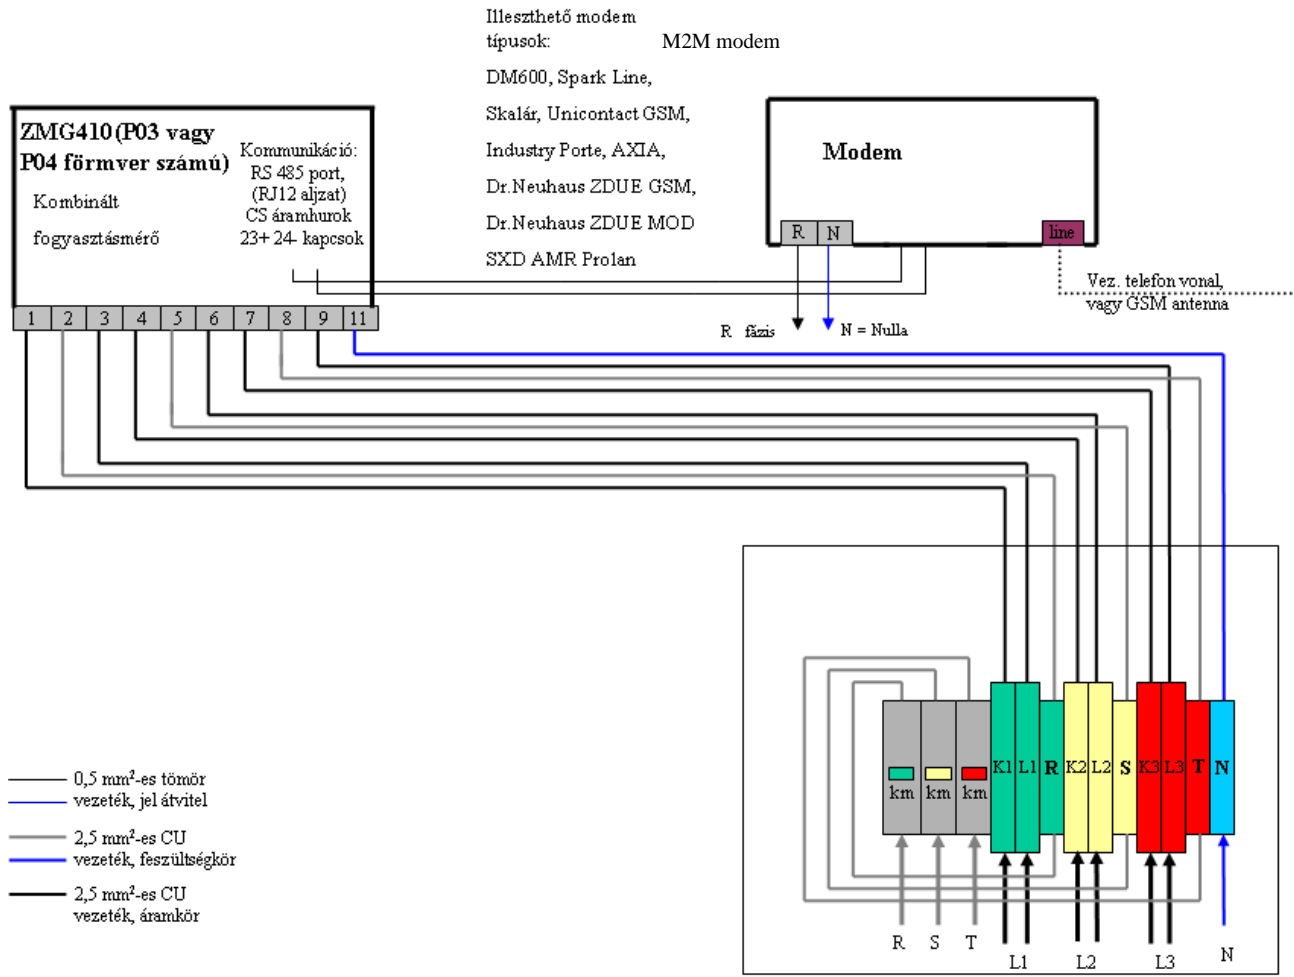 Illeszthető modem
típusok:
M2M modem
DM600, Spark Line,
Skalár, Unicontact GSM,
Industry Porte, AXIA,
Dr.Neuhaus ZDUE GSM,
Dr.Neuhaus ZDUE MOD
SXD AMR Prolan
ZMG410(P03 vagy
P04 förmver számú)
Kombinált
fogyasztásmérő
Kommunikáció:
RS 485 port,
(RJ12 aljzat)
CS áramhurok
23+ 24- kapcsok
1 2 3 4 5 6 7 8 9 11
Modem
R N
line
R fázis
N = Nulla
Vez. telefon vonal,
vagy GSM antenna
km km km K1 L1 R K2 L2 S K3 L3 T N
R S T
L1 L2 L3 N
0,5 mm²-es tömör
vezeték, jel átvitel
2,5 mm²-es CU
vezeték, feszültségkör
2,5 mm²-es CU
vezeték, áramkör